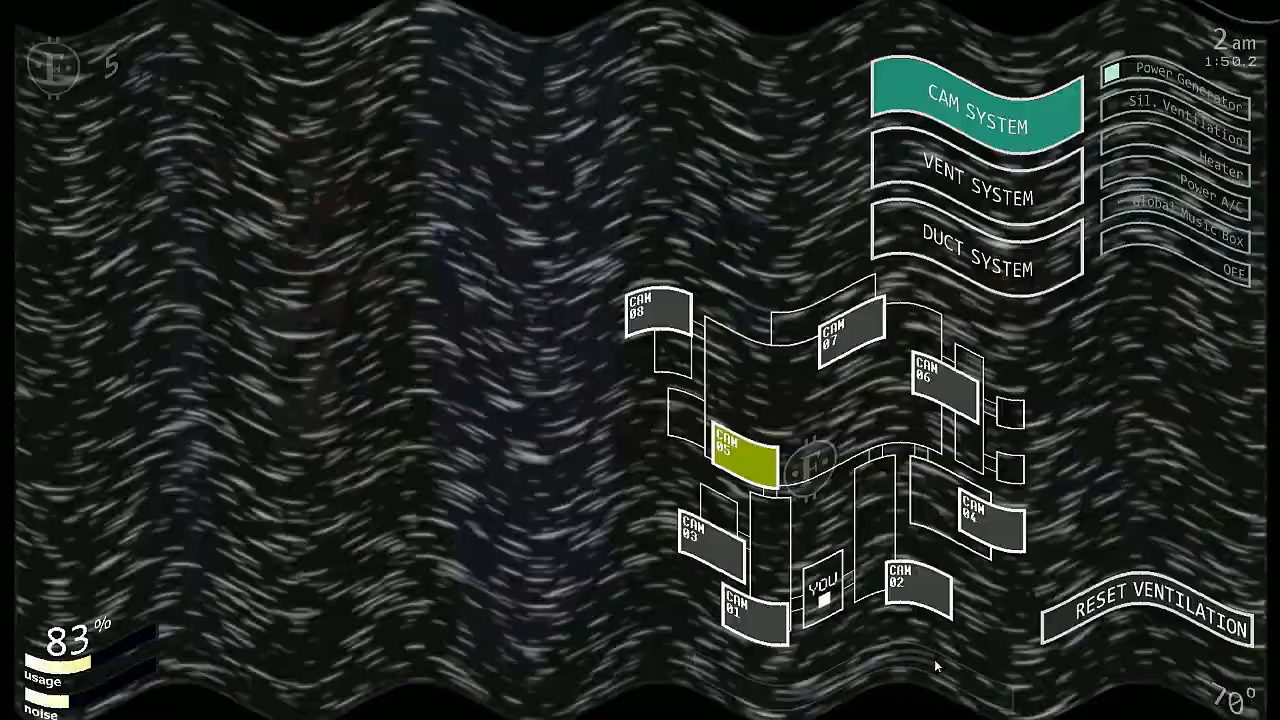 5
2 am
1:50.2
CAM SYSTEM
VENT SYSTEM
DUCT SYSTEM
Power Generator
Sil. Ventilation
Heater
Power A/C
global Music Box
OFF
CAM 08
CAM 07
CAM 06
CAM 05
F
CAM 04
CAM 03
CAM 02
YOU
CAM 01
RESET VENTILATION
83 %
usage
noise
70°